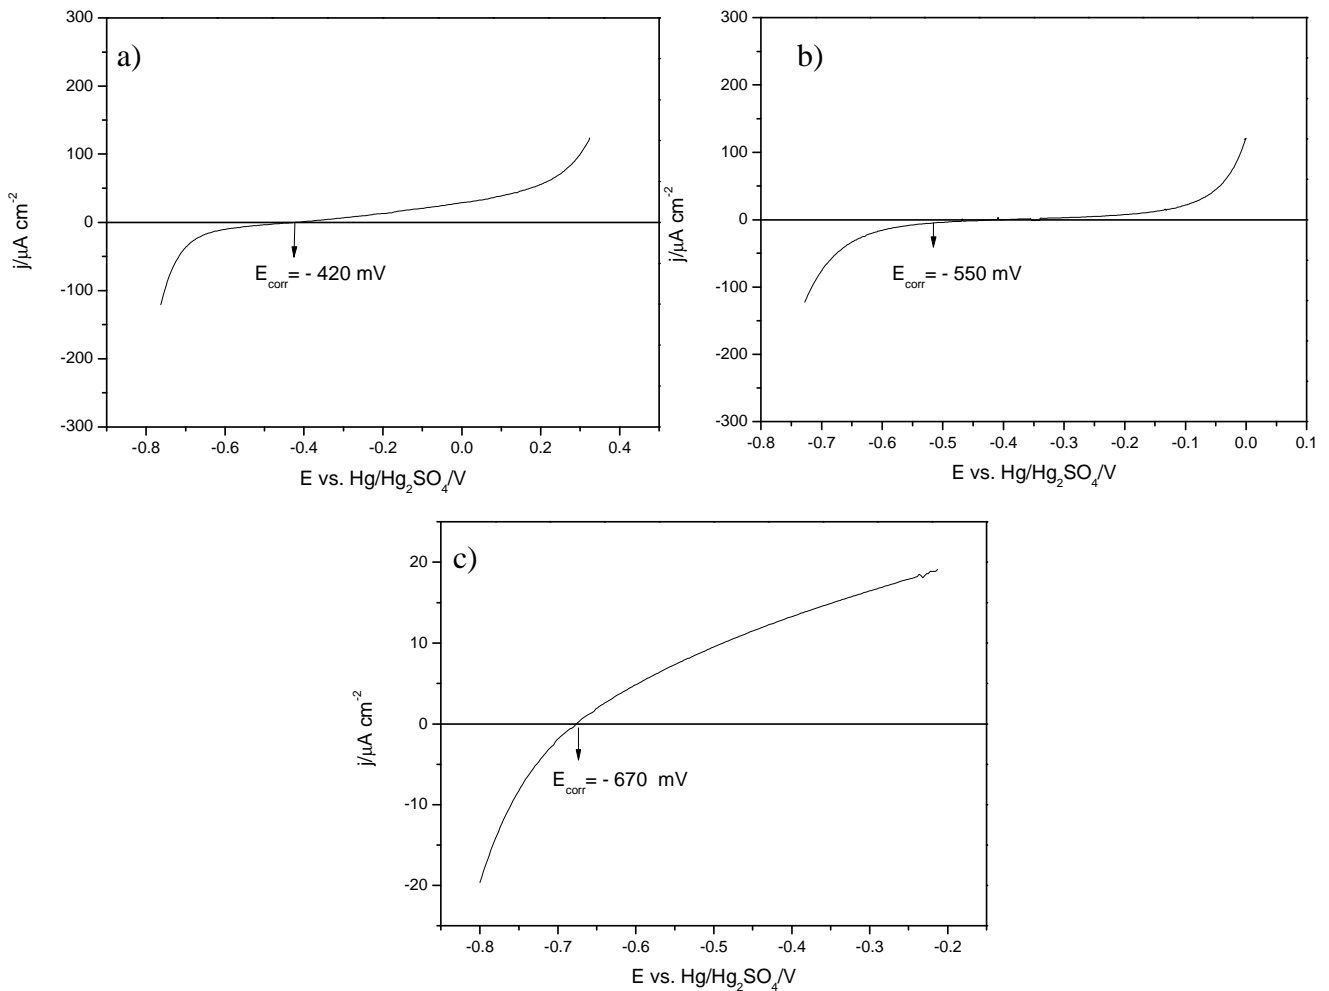 a)
300
200
100
0
-100
-200
-300
j/μA cm-2
Ecorr= - 420 mV
-0.8 -0.6 -0.4 -0.2 0.0 0.2 0.4
E vs. Hg/Hg2SO4/V
b)
300
200
100
0
-100
-200
-300
j/μA cm-2
Ecorr= - 550 mV
-0.8 -0.7 -0.6 -0.5 -0.4 -0.3 -0.2 -0.1 0.0 0.1
E vs. Hg/Hg2SO4/V
c)
20
10
0
-10
-20
j/μA cm-2
Ecorr= - 670 mV
-0.8 -0.7 -0.6 -0.5 -0.4 -0.3 -0.2
E vs. Hg/Hg2SO4/V